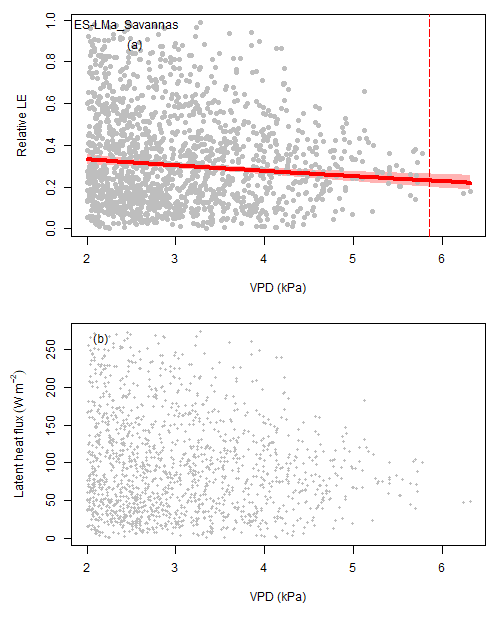 ES-LMa_Savannas
(a)
Relative LE
0.0 0.2 0.4 0.6 0.8 1.0
2 3 4 5 6
VPD (kPa)
(b)
Latent heat flux (W m⁻²)
0 50 100 150 200 250
2 3 4 5 6
VPD (kPa)